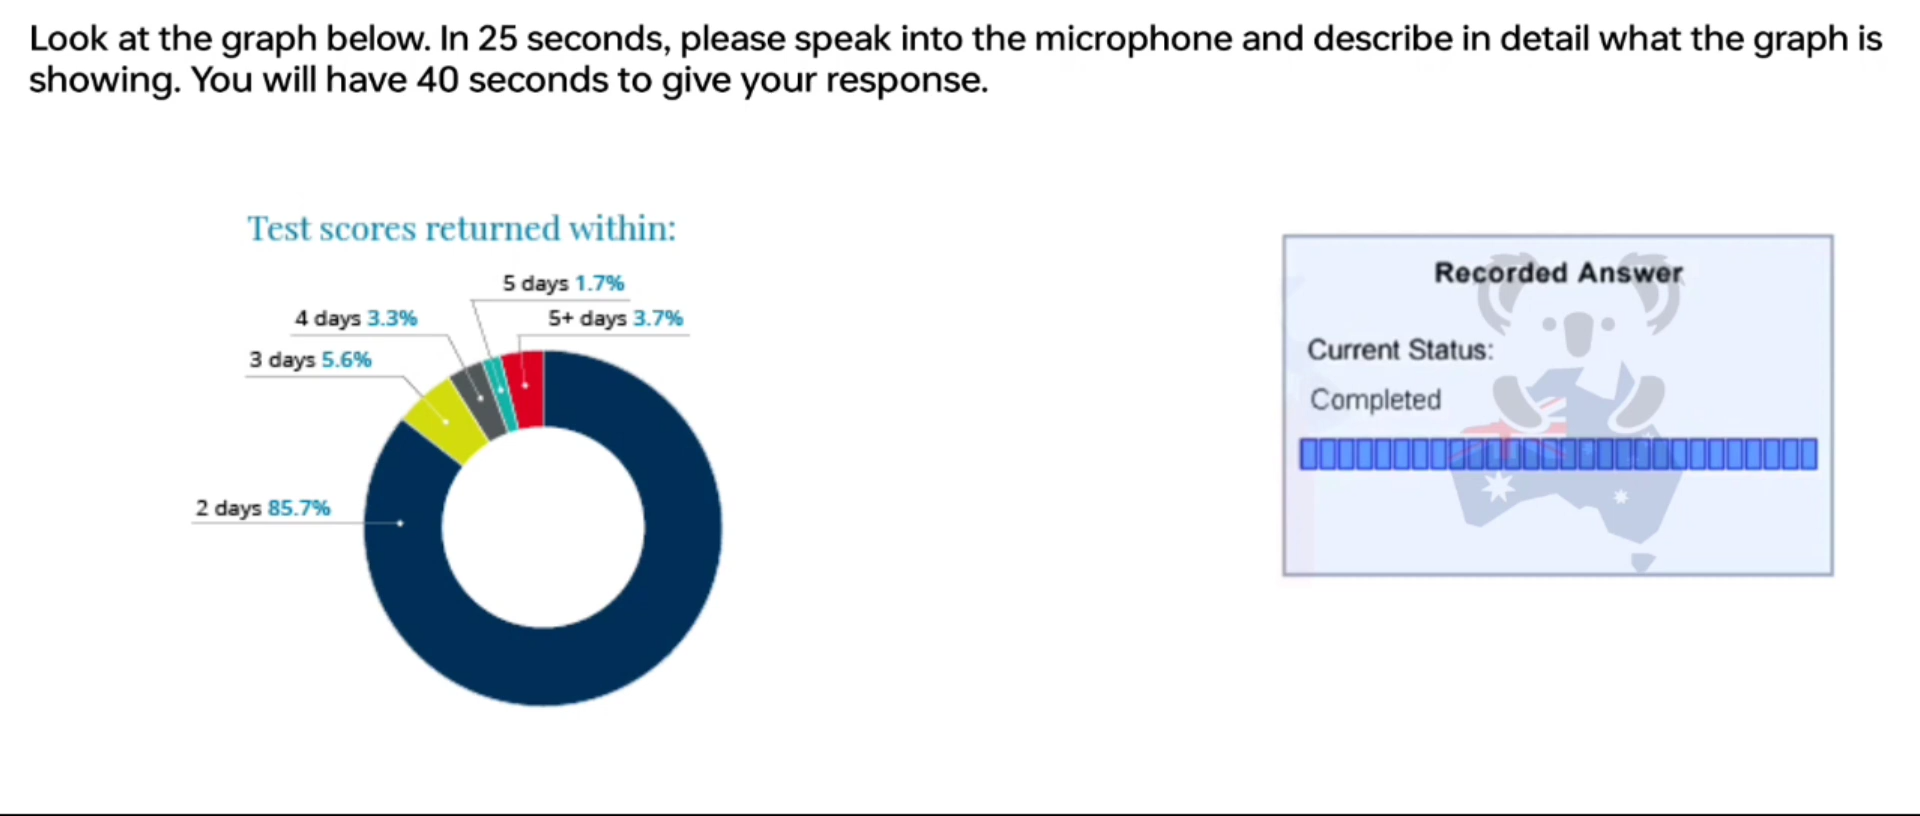 Look at the graph below. In 25 seconds, please speak into the microphone and describe in detail what the graph is
showing. You will have 40 seconds to give your response.
Test scores returned within:
5 days 1.7%
4 days 3.3%
5+ days 3.7%
3 days 5.6%
2 days 85.7%
Recorded Answer
Current Status:
Completed